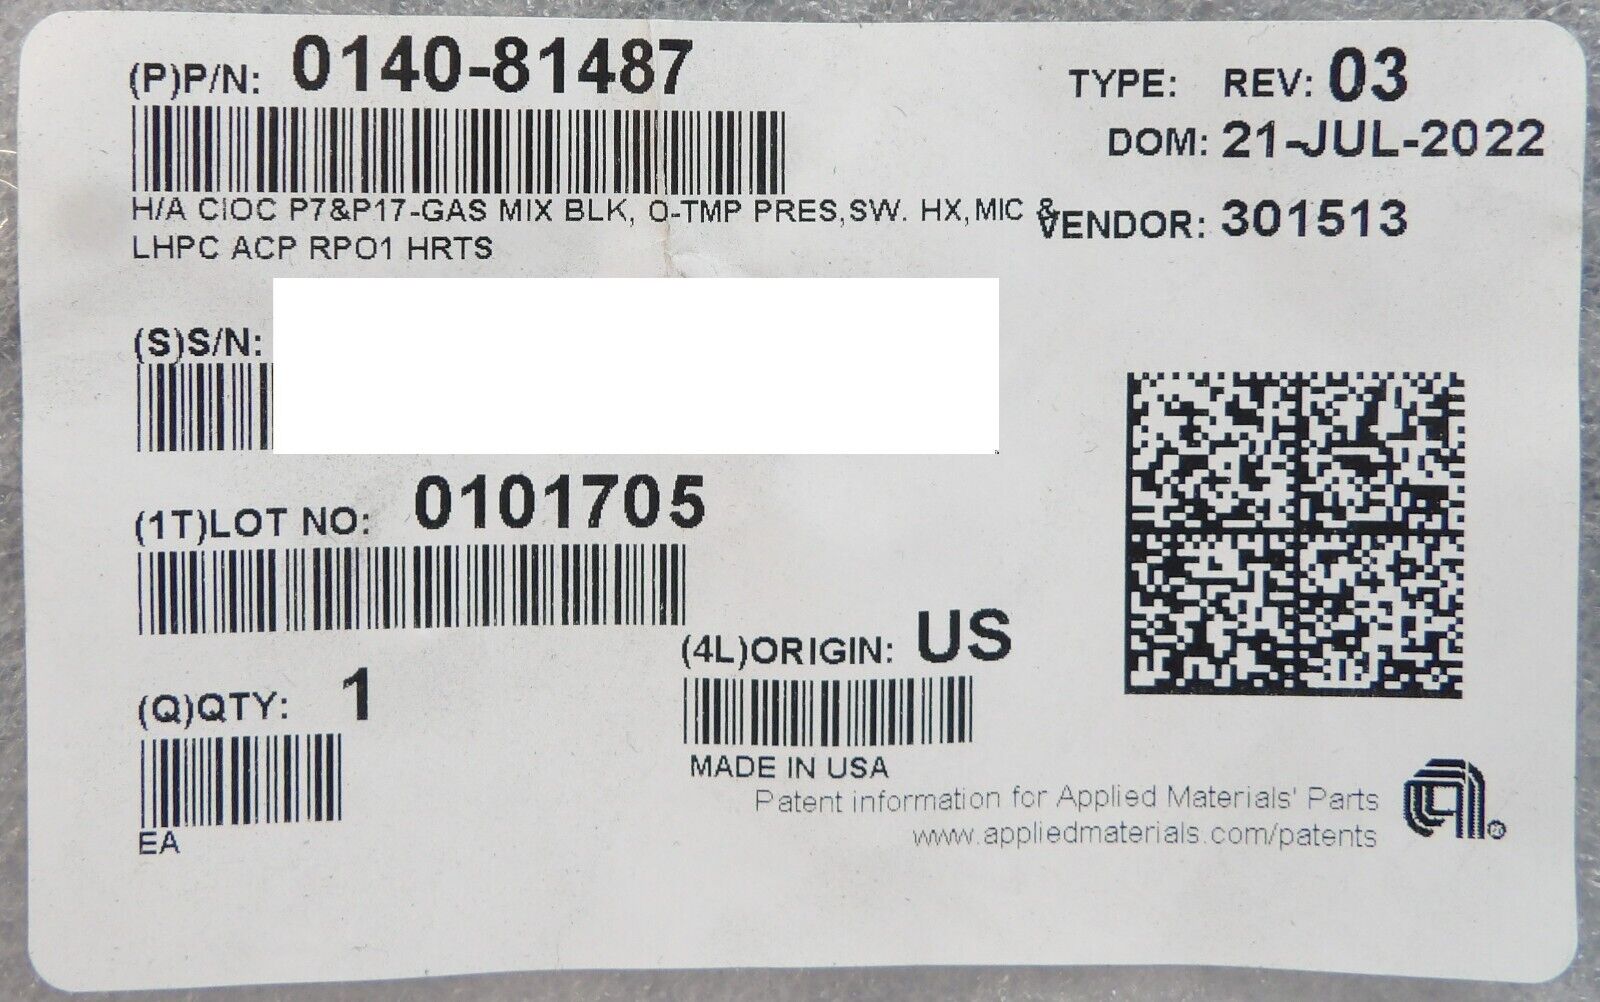 (P)P/N: 0140-81487
TYPE: REV: 03
DOM: 21-JUL-2022
H/A CIOC P7&P17-GAS MIX BLK, O-TMP PRES,SW. HX,MIC &
LHPC ACP RPO1 HRTS
VENDOR: 301513
(S)S/N:
(1T)LOT NO: 0101705
(4L)ORIGIN: US
(Q)QTY: 1
MADE IN USA
EA
Patent information for Applied Materials' Parts
www.appliedmaterials.com/patents